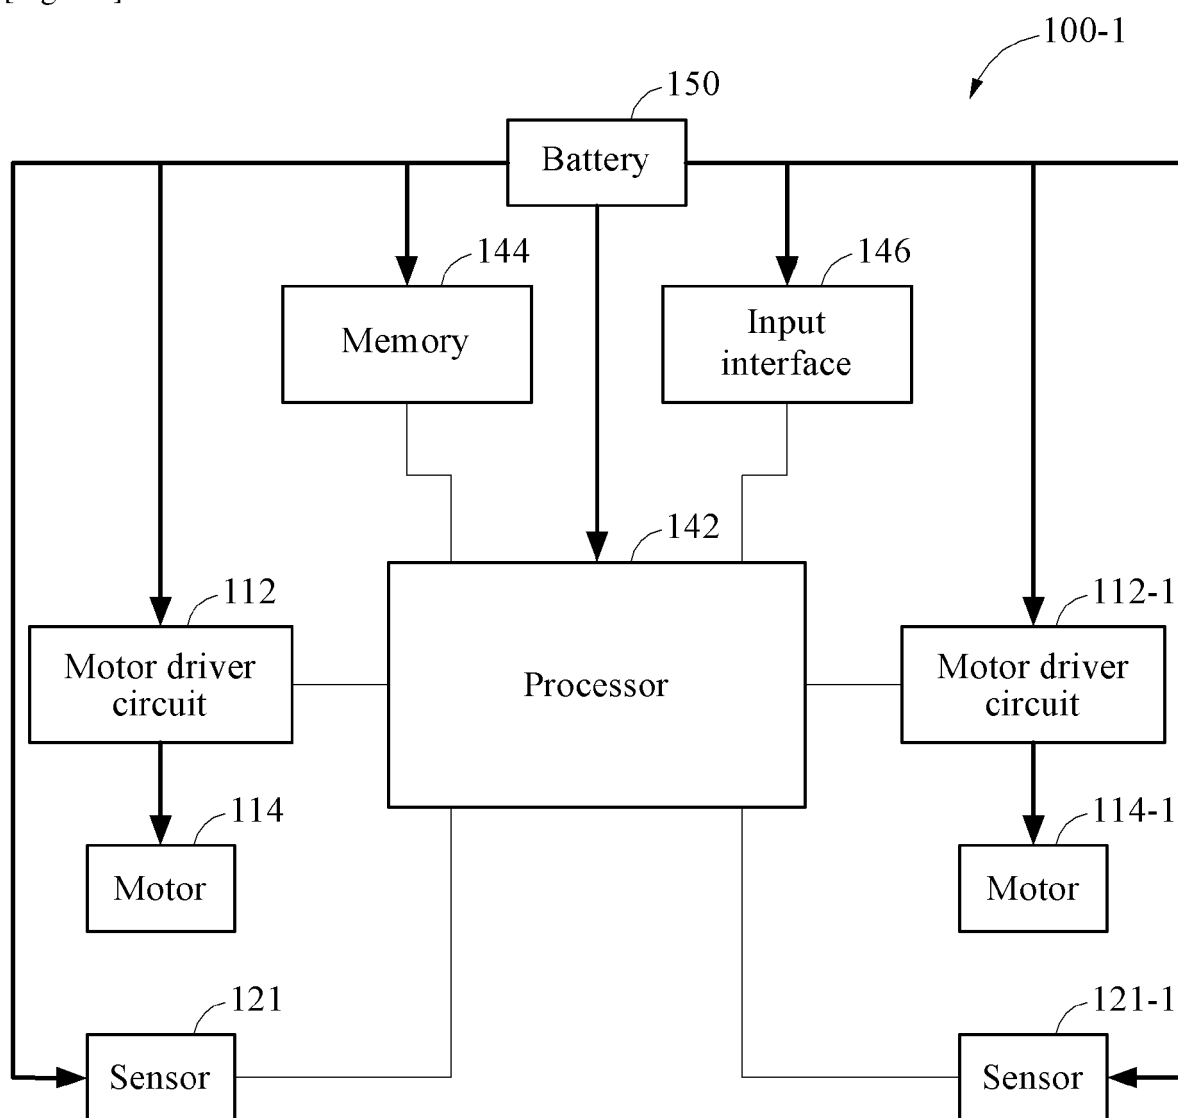 100-1
150
Battery
144
146
Memory
Input
interface
142
112
112-1
Motor driver
circuit
Processor
Motor driver
circuit
114
114-1
Motor
Motor
121
121-1
Sensor
Sensor